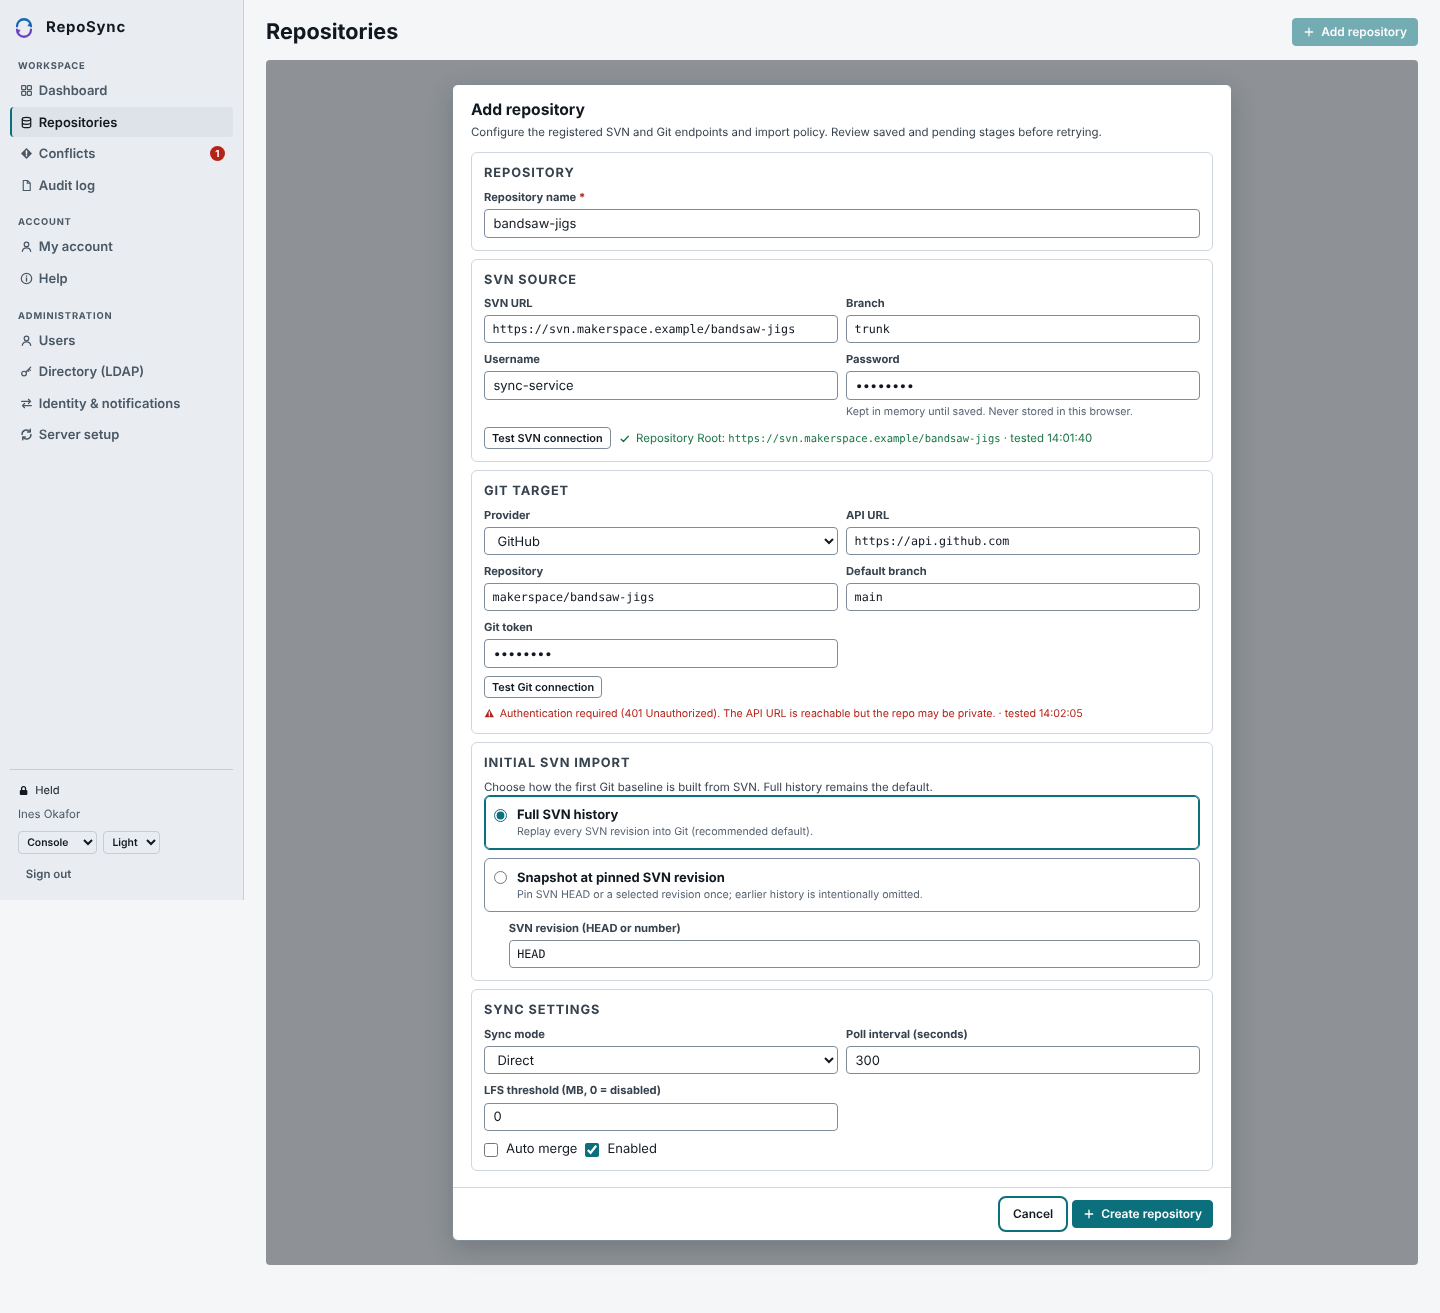 RepoSync
WORKSPACE
Dashboard
Repositories
Conflicts 1
Audit log
ACCOUNT
My account
Help
ADMINISTRATION
Users
Directory (LDAP)
Identity & notifications
Server setup
Held
Ines Okafor
Console Light
Sign out
Repositories
+ Add repository
Add repository
Configure the registered SVN and Git endpoints and import policy. Review saved and pending stages before retrying.
REPOSITORY
Repository name *
bandsaw-jigs
SVN SOURCE
SVN URL Branch
https://svn.makerspace.example/bandsaw-jigs trunk
Username Password
sync-service ••••••••
Kept in memory until saved. Never stored in this browser.
Test SVN connection ✓ Repository Root: https://svn.makerspace.example/bandsaw-jigs · tested 14:01:40
GIT TARGET
Provider API URL
GitHub https://api.github.com
Repository Default branch
makerspace/bandsaw-jigs main
Git token
••••••••
Test Git connection
Authentication required (401 Unauthorized). The API URL is reachable but the repo may be private. · tested 14:02:05
INITIAL SVN IMPORT
Choose how the first Git baseline is built from SVN. Full history remains the default.
Full SVN history
Replay every SVN revision into Git (recommended default).
Snapshot at pinned SVN revision
Pin SVN HEAD or a selected revision once; earlier history is intentionally omitted.
SVN revision (HEAD or number)
HEAD
SYNC SETTINGS
Sync mode Poll interval (seconds)
Direct 300
LFS threshold (MB, 0 = disabled)
0
Auto merge Enabled
Cancel + Create repository